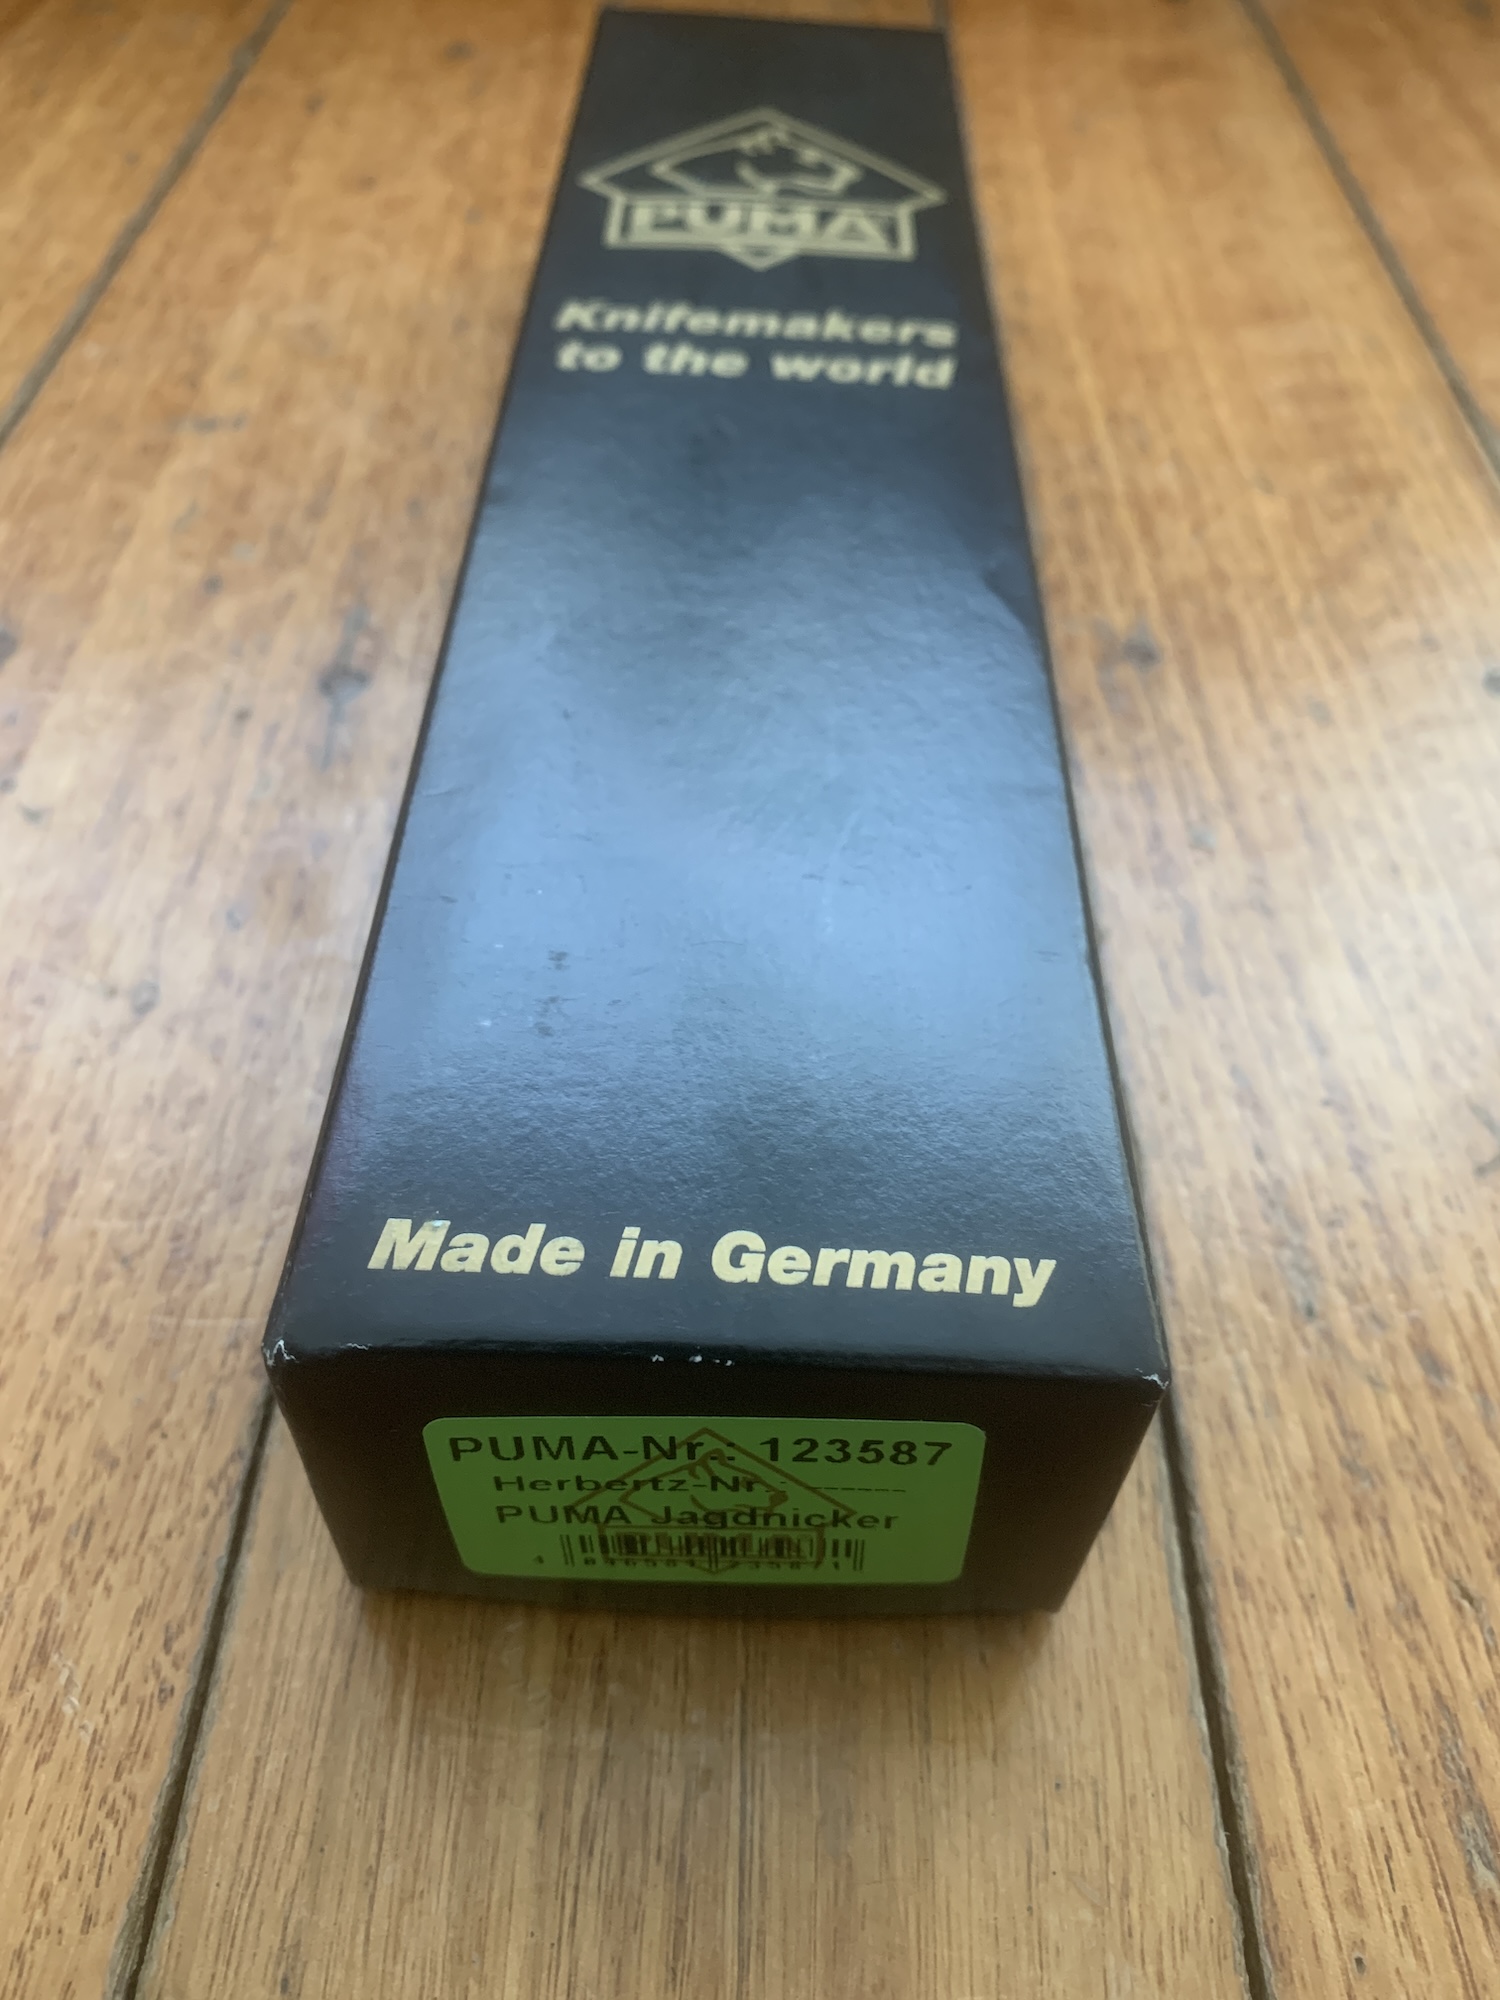 PUMA
Knifemakers
to the world
Made in Germany
PUMA-Nr.: 123587
Herbertz-Nr.: -------
PUMA Jagdnicker